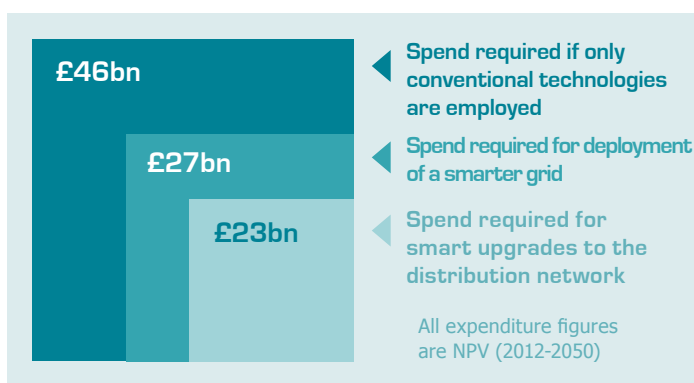 £46bn
Spend required if only
conventional technologies
are employed
£27bn
Spend required for deployment
of a smarter grid
£23bn
Spend required for
smart upgrades to the
distribution network
All expenditure figures
are NPV (2012-2050)